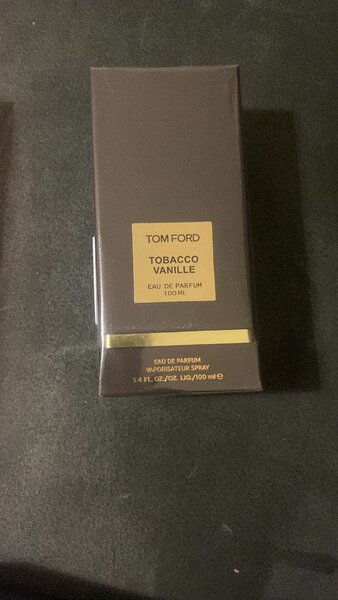 TOM FORD
TOBACCO
VANILLE
EAU DE PARFUM
100 ML
EAU DE PARFUM
VAPORISATEUR SPRAY
3.4 FL. OZ./OZ. LIQ./100 ml ℮